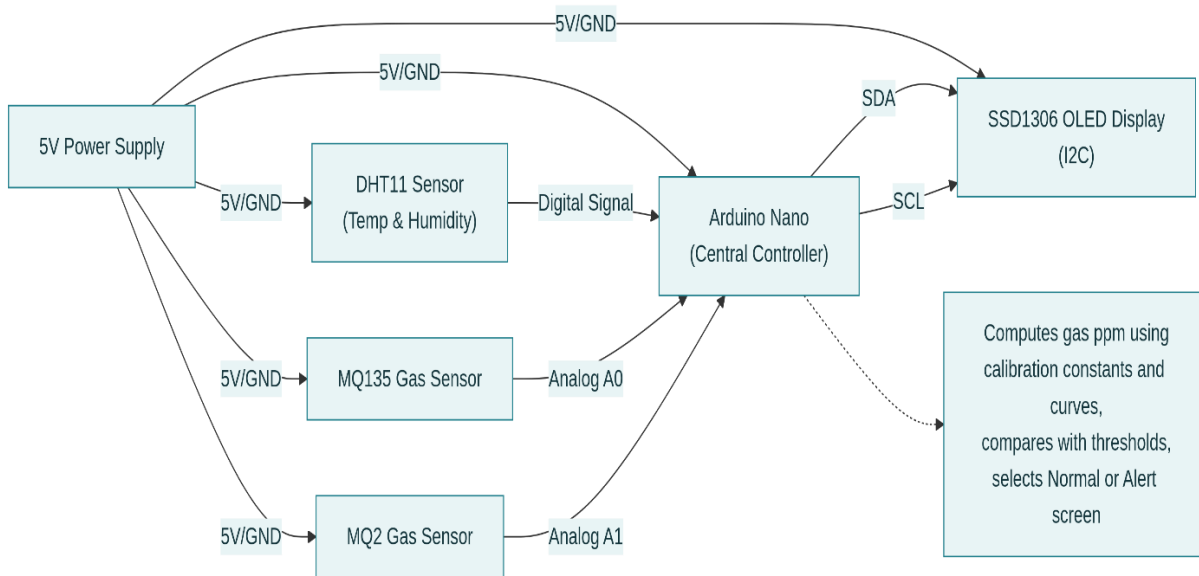 5V/GND
5V/GND
5V Power Supply
5V/GND
DHT11 Sensor
(Temp & Humidity)
Digital Signal
Arduino Nano
(Central Controller)
SDA
SCL
SSD1306 OLED Display
(I2C)
5V/GND
MQ135 Gas Sensor
Analog A0
5V/GND
MQ2 Gas Sensor
Analog A1
Computes gas ppm using
calibration constants and
curves,
compares with thresholds,
selects Normal or Alert
screen